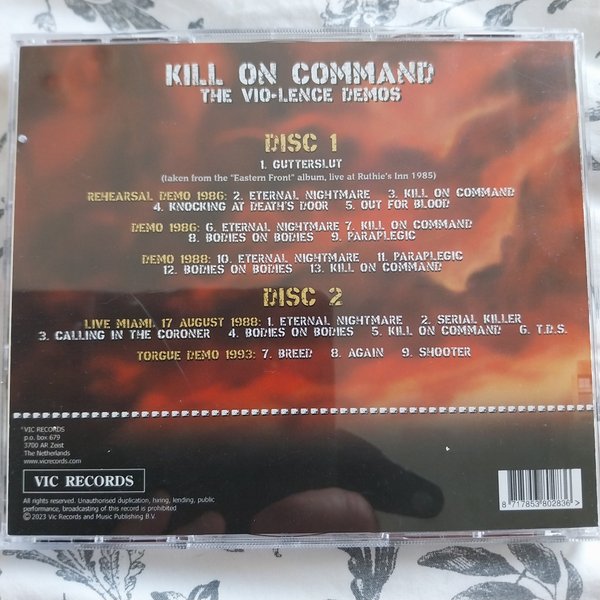 KILL ON COMMAND
THE VIO-LENCE DEMOS
DISC 1
1. GUTTERSLUT
(taken from the "Eastern Front" album, live at Ruthie's Inn 1985)
REHEARSAL DEMO 1986: 2. ETERNAL NIGHTMARE 3. KILL ON COMMAND
4. KNOCKING AT DEATH'S DOOR 5. OUT FOR BLOOD
DEMO 1986: 6. ETERNAL NIGHTMARE 7. KILL ON COMMAND
8. BODIES ON BODIES 9. PARAPLEGIC
DEMO 1988: 10. ETERNAL NIGHTMARE 11. PARAPLEGIC
12. BODIES ON BODIES 13. KILL ON COMMAND
DISC 2
LIVE MIAMI, 17 AUGUST 1988: 1. ETERNAL NIGHTMARE 2. SERIAL KILLER
3. CALLING IN THE CORONER 4. BODIES ON BODIES 5. KILL ON COMMAND 6. T.D.S.
TORGUE DEMO 1993: 7. BREED 8. AGAIN 9. SHOOTER
VIC RECORDS
p.o. box 679
3700 AR Zeist
The Netherlands
www.vicrecords.com
VIC RECORDS
All rights reserved. Unauthorised duplication, hiring, lending, public
performance, broadcasting of this record is prohibited
©2023 Vic Records and Music Publishing B.V.
8 717853 802836 >